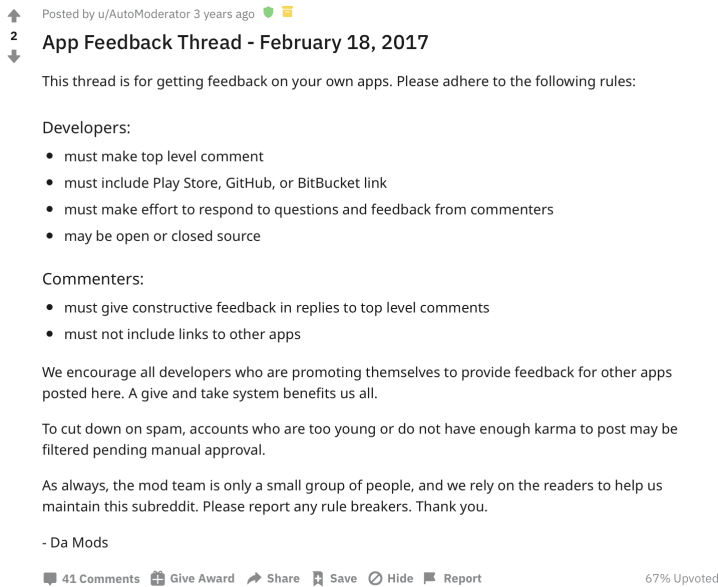 Posted by u/AutoModerator 3 years ago
2
App Feedback Thread - February 18, 2017
This thread is for getting feedback on your own apps. Please adhere to the following rules:
Developers:
• must make top level comment
• must include Play Store, GitHub, or BitBucket link
• must make effort to respond to questions and feedback from commenters
• may be open or closed source
Commenters:
• must give constructive feedback in replies to top level comments
• must not include links to other apps
We encourage all developers who are promoting themselves to provide feedback for other apps
posted here. A give and take system benefits us all.
To cut down on spam, accounts who are too young or do not have enough karma to post may be
filtered pending manual approval.
As always, the mod team is only a small group of people, and we rely on the readers to help us
maintain this subreddit. Please report any rule breakers. Thank you.
- Da Mods
41 Comments Give Award Share Save Hide Report 67% Upvoted